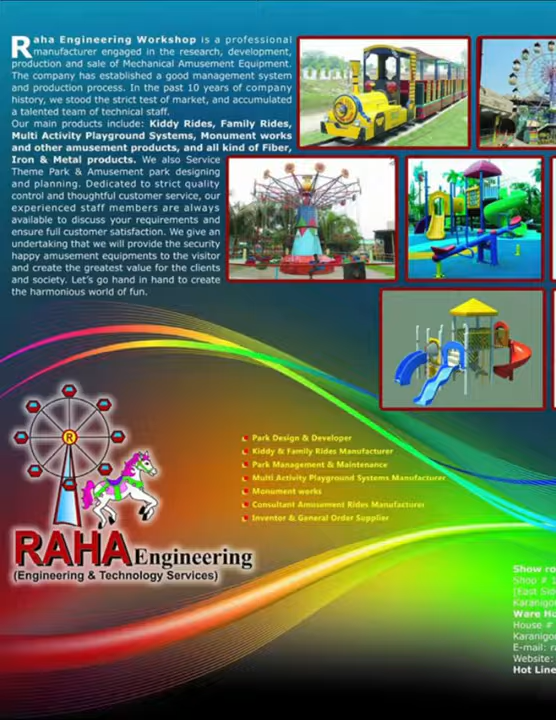 Raha Engineering Workshop is a professional
manufacturer engaged in the research, development,
production and sale of Mechanical Amusement Equipment.
The company has established a good management system
and production process. In the past 10 years of company
history, we stood the strict test of market, and accumulated
a talented team of technical staff.
Our main products include: Kiddy Rides, Family Rides,
Multi Activity Playground Systems, Monument works
and other amusement products, and all kind of Fiber,
Iron & Metal products. We also Service
Theme Park & Amusement park designing
and planning. Dedicated to strict quality
control and thoughtful customer service, our
experienced staff members are always
available to discuss your requirements and
ensure full customer satisfaction. We give an
undertaking that we will provide the security
happy amusement equipments to the visitor
and create the greatest value for the clients
and society. Let's go hand in hand to create
the harmonious world of fun.
Park Design & Developer
Kiddy & Family Rides Manufacturer
Park Management & Maintenance
Multi Activity Playground Systems Manufacturer
Monument works
Consultant Amusement Rides Manufacturer
Inventor & General Order Supplier
R
RAHA Engineering
(Engineering & Technology Services)
Show ro
Shop # 1
(East Sid
Karanigo
Ware Ho
House #
Karanigo
E-mail: ra
Website:
Hot Line